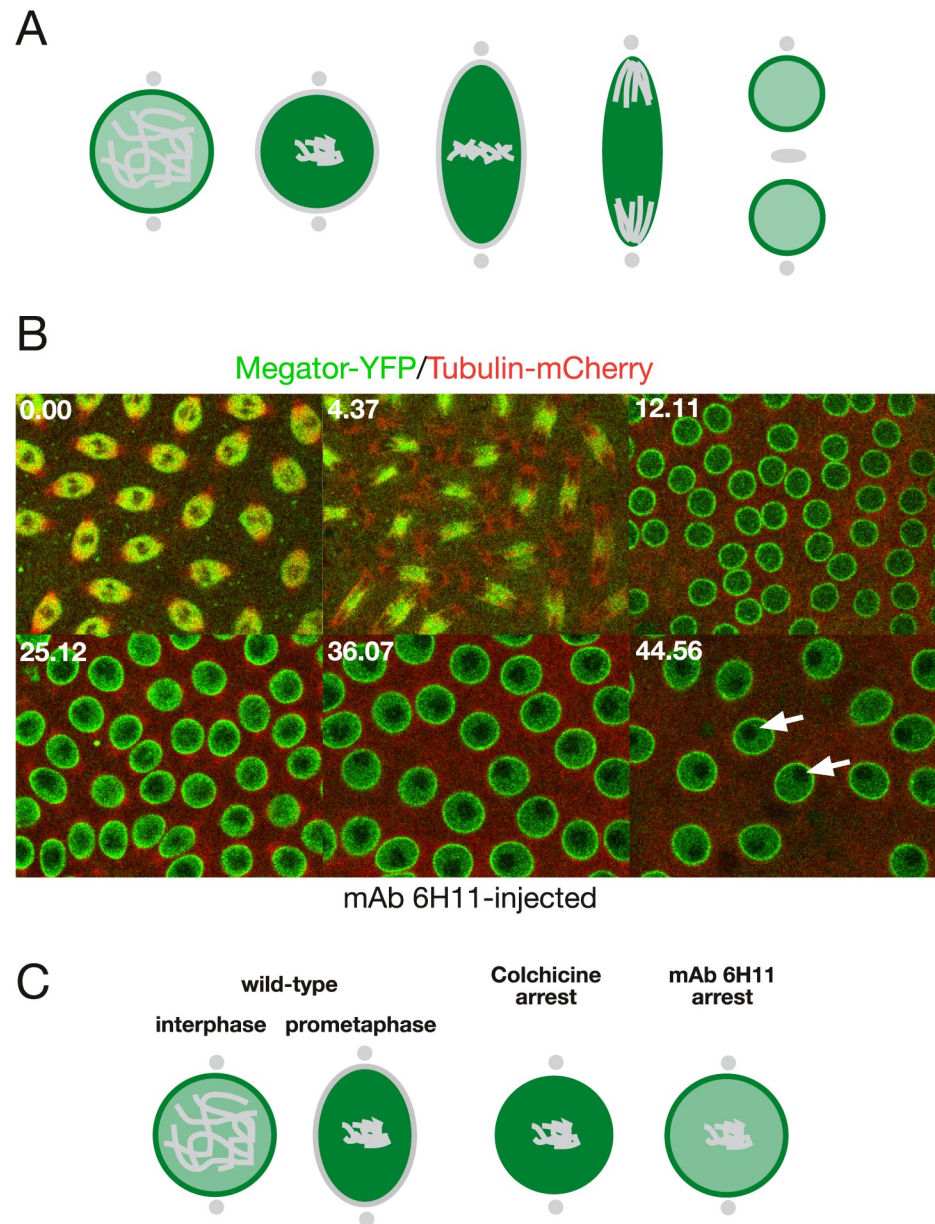 A
B
Megator-YFP/Tubulin-mCherry
0.00
4.37
12.11
25.12
36.07
44.56
mAb 6H11-injected
C
wild-type
interphase
prometaphase
Colchicine
arrest
mAb 6H11
arrest